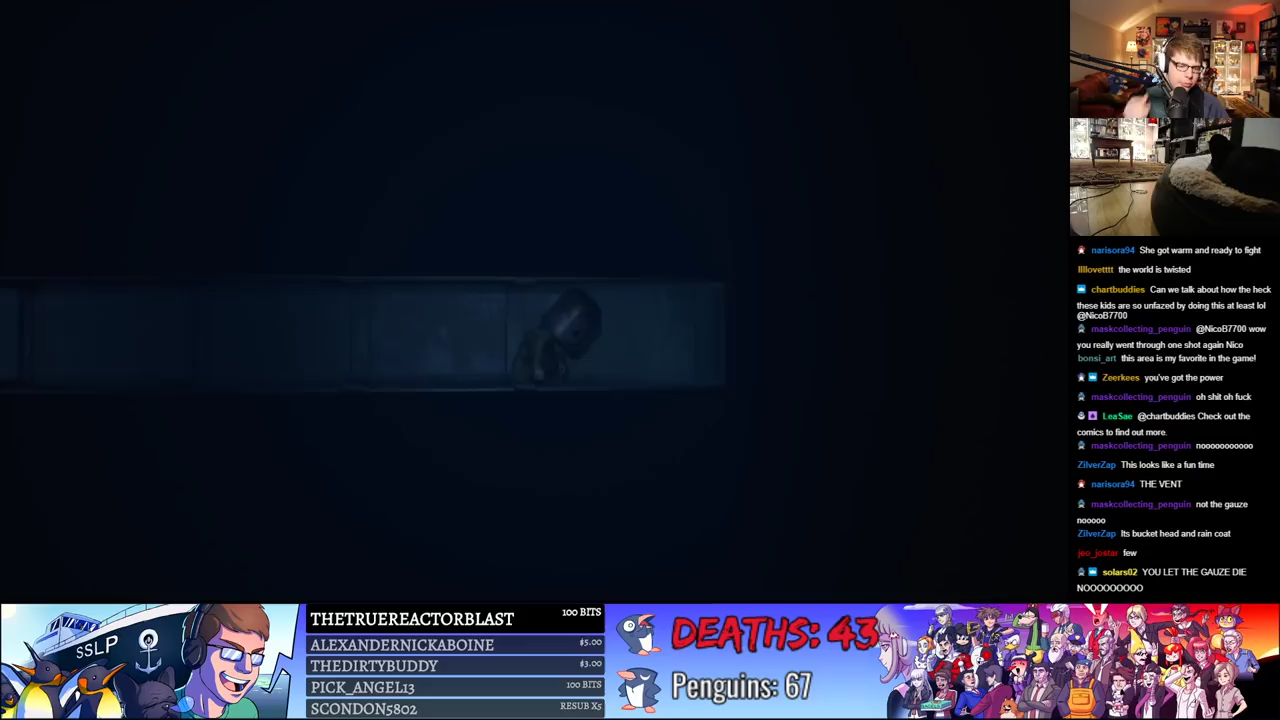 narisora94 She got warm and ready to fight
lllllovetttt the world is twisted
chartbuddies Can we talk about how the heck
these kids are so unfazed by doing this at least lol
@NicoB7700
maskcollecting_penguin @NicoB7700 wow
you really went through one shot again Nico
bonsi_art this area is my favorite in the game!
Zeerkees you've got the power
maskcollecting_penguin oh shit oh fuck
LeaSae @chartbuddies Check out the
comics to find out more.
maskcollecting_penguin nooooooooooo
ZilverZap This looks like a fun time
narisora94 THE VENT
maskcollecting_penguin not the gauze
nooooo
ZilverZap Its bucket head and rain coat
jeo_jostar few
solars02 YOU LET THE GAUZE DIE
NOOOOOOOOO
SSLP
THETRUEREACTORBLAST 100 BITS
ALEXANDERNICKABOINE $5.00
THEDIRTYBUDDY $3.00
PICK_ANGEL13 100 BITS
SCONDON5802 RESUB X5
DEATHS: 43
Penguins: 67